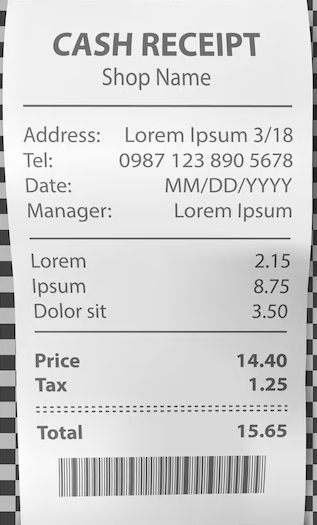 CASH RECEIPT
Shop Name
Address: Lorem Ipsum 3/18
Tel: 0987 123 890 5678
Date: MM/DD/YYYY
Manager: Lorem Ipsum
Lorem 2.15
Ipsum 8.75
Dolor sit 3.50
Price 14.40
Tax 1.25
Total 15.65